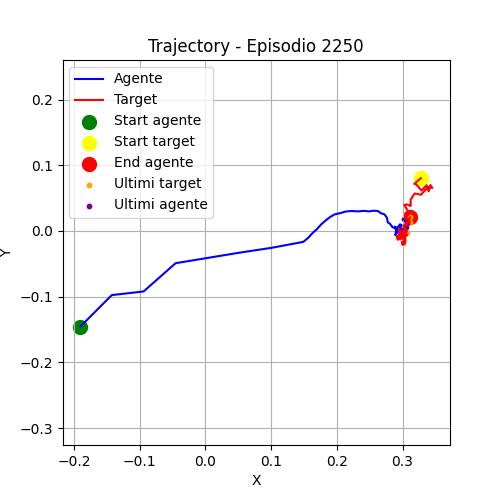 Trajectory - Episodio 2250
Agente
Target
Start agente
Start target
End agente
Ultimi target
Ultimi agente
0.2
0.1
0.0
−0.1
−0.2
−0.3
Y
−0.2
−0.1
0.0
0.1
0.2
0.3
X